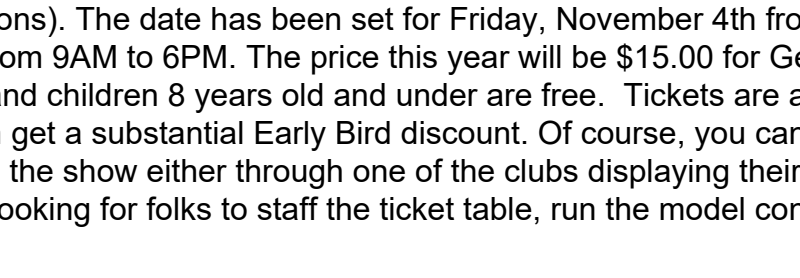 ons). The date has been set for Friday, November 4th fro
om 9AM to 6PM. The price this year will be $15.00 for Ge
and children 8 years old and under are free.  Tickets are a
get a substantial Early Bird discount. Of course, you can
the show either through one of the clubs displaying their
ooking for folks to staff the ticket table, run the model con